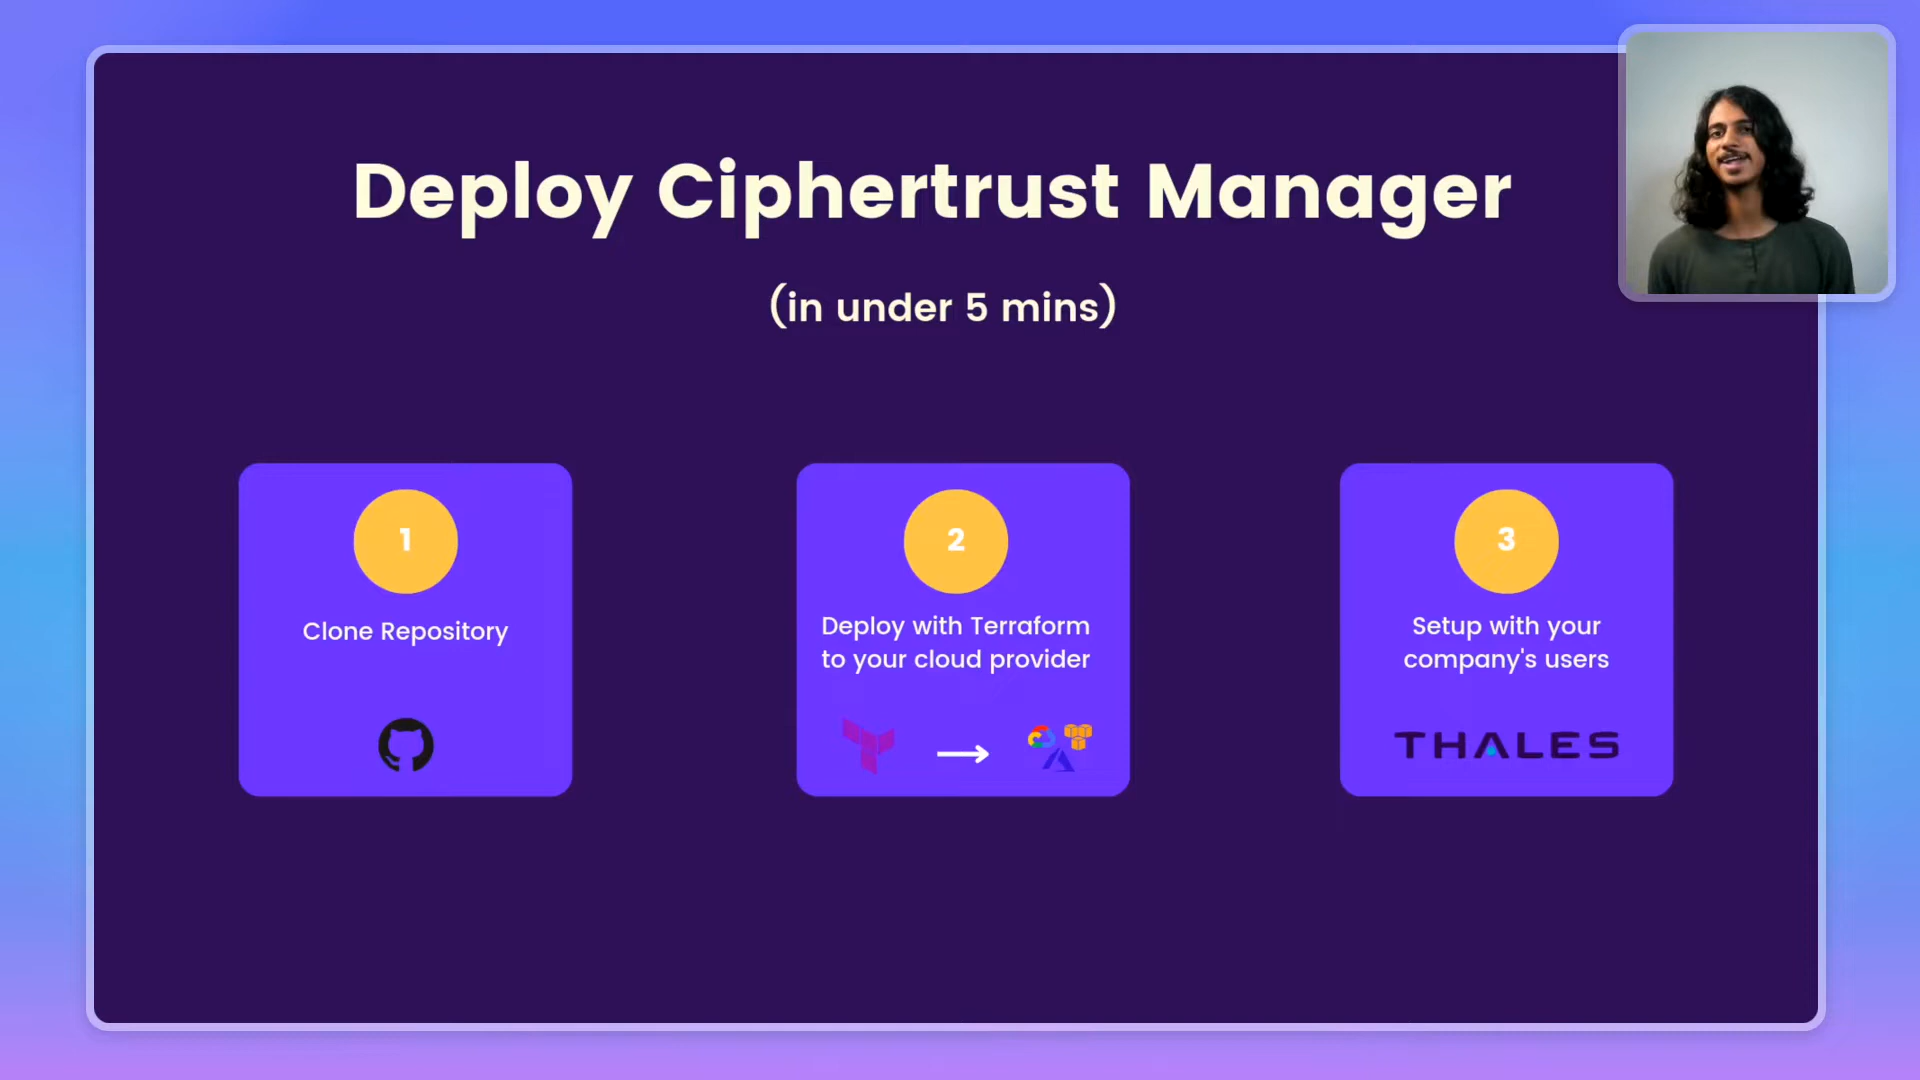 Deploy Ciphertrust Manager
(in under 5 mins)
1
Clone Repository
2
Deploy with Terraform
to your cloud provider
3
Setup with your
company's users
THALES